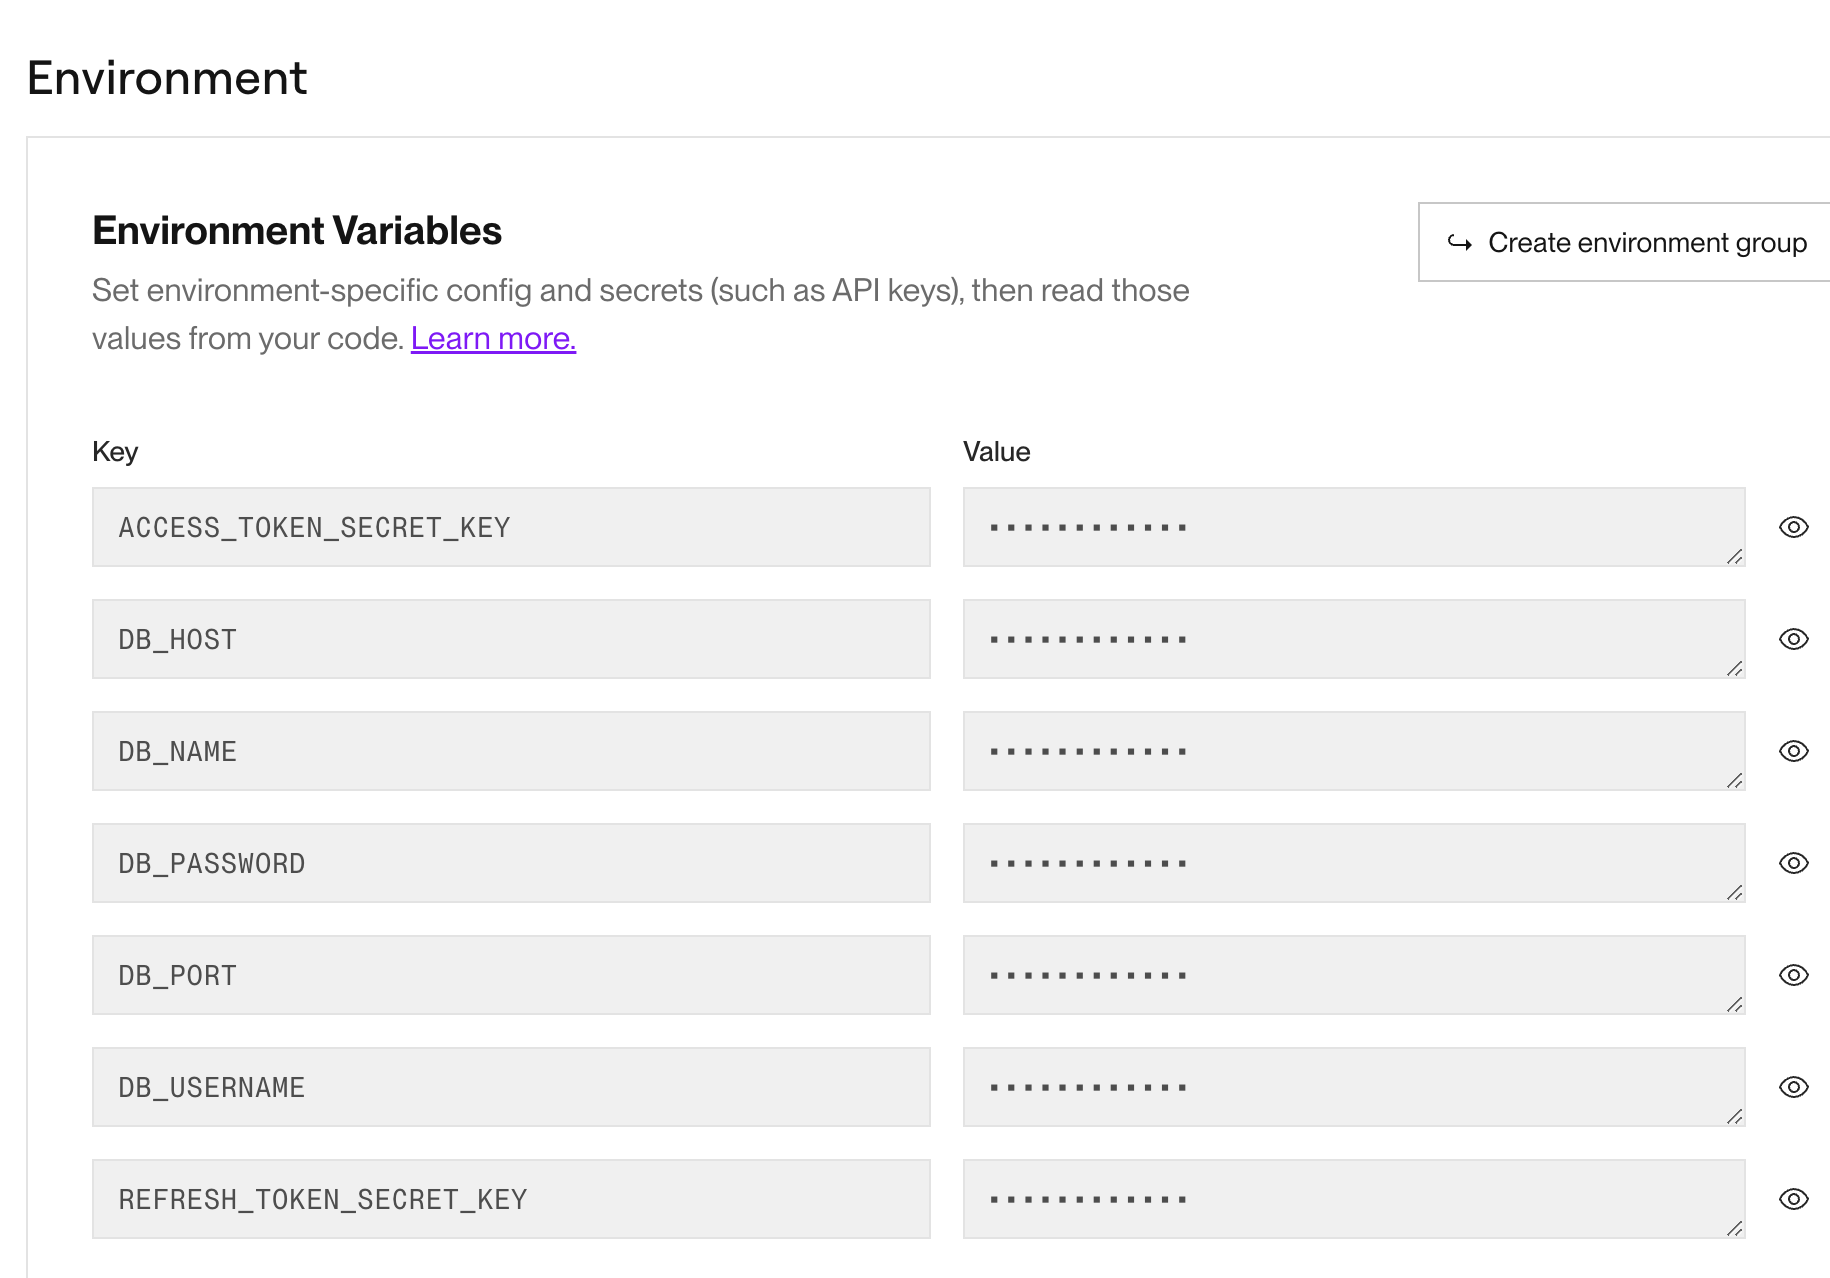 Environment
Environment Variables
Create environment group
Set environment-specific config and secrets (such as API keys), then read those
values from your code. Learn more.
Key Value
ACCESS_TOKEN_SECRET_KEY ············
DB_HOST ············
DB_NAME ············
DB_PASSWORD ············
DB_PORT ············
DB_USERNAME ············
REFRESH_TOKEN_SECRET_KEY ············